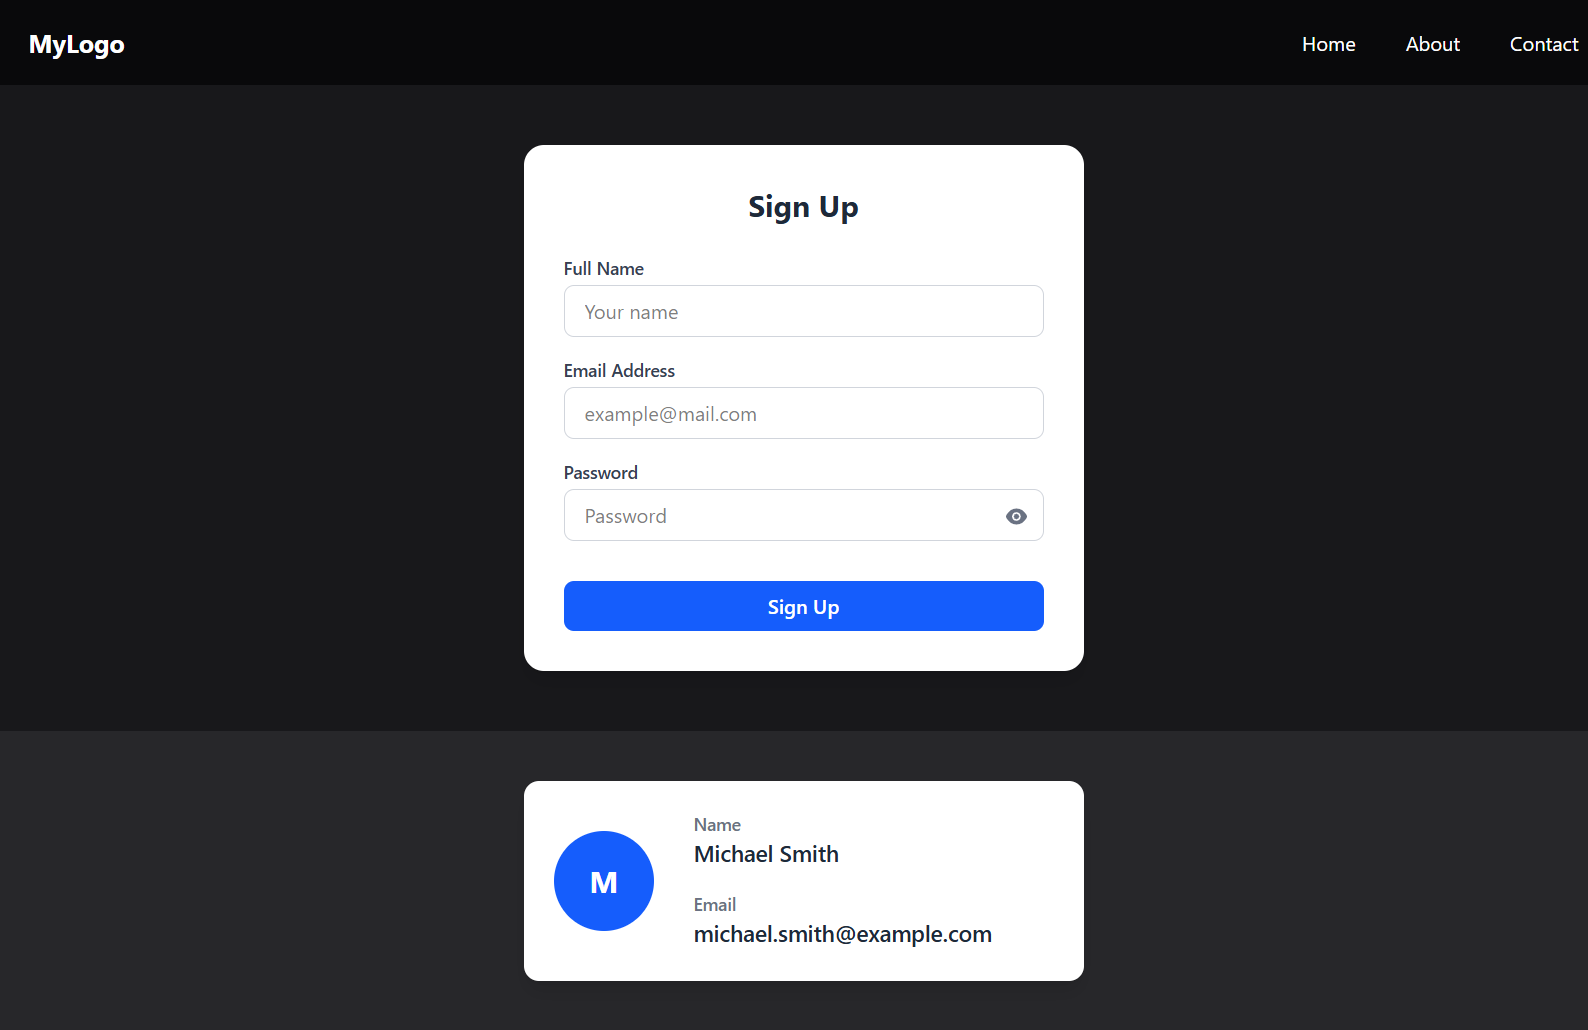 MyLogo
Home About Contact
Sign Up
Full Name
Your name
Email Address
example@mail.com
Password
Password
Sign Up
M
Name
Michael Smith
Email
michael.smith@example.com